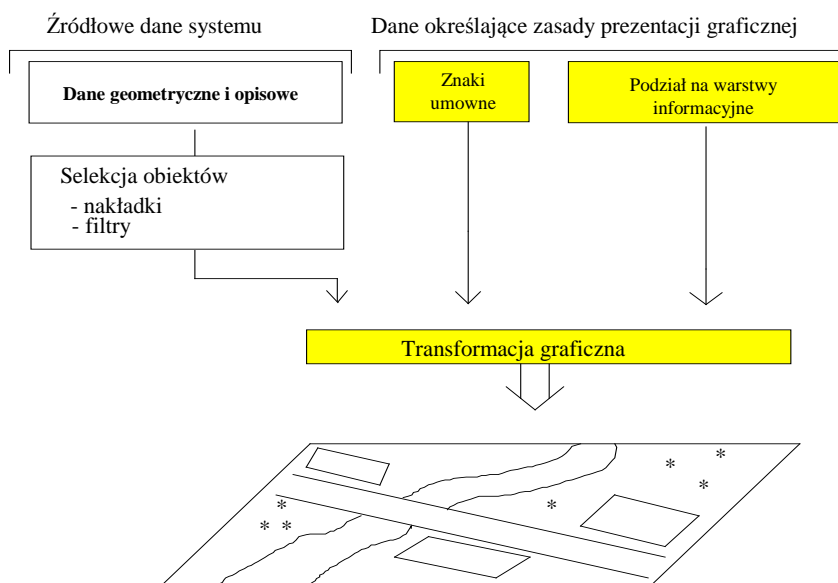 Źródłowe dane systemu
Dane określające zasady prezentacji graficznej
Dane geometryczne i opisowe
Znaki
umowne
Podział na warstwy
informacyjne
Selekcja obiektów
- nakładki
- filtry
Transformacja graficzna